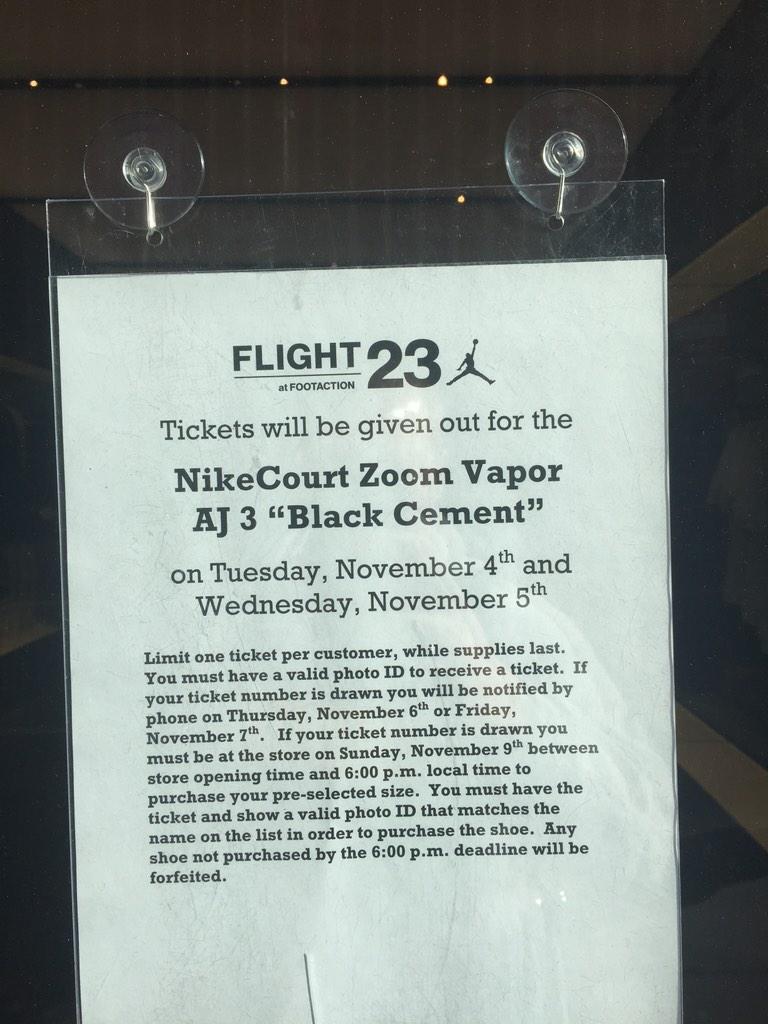 FLIGHT 23
at FOOTACTION
Tickets will be given out for the
NikeCourt Zoom Vapor
AJ 3 “Black Cement”
on Tuesday, November 4th and
Wednesday, November 5th
Limit one ticket per customer, while supplies last.
You must have a valid photo ID to receive a ticket. If
your ticket number is drawn you will be notified by
phone on Thursday, November 6th or Friday,
November 7th. If your ticket number is drawn you
must be at the store on Sunday, November 9th between
store opening time and 6:00 p.m. local time to
purchase your pre-selected size. You must have the
ticket and show a valid photo ID that matches the
name on the list in order to purchase the shoe. Any
shoe not purchased by the 6:00 p.m. deadline will be
forfeited.